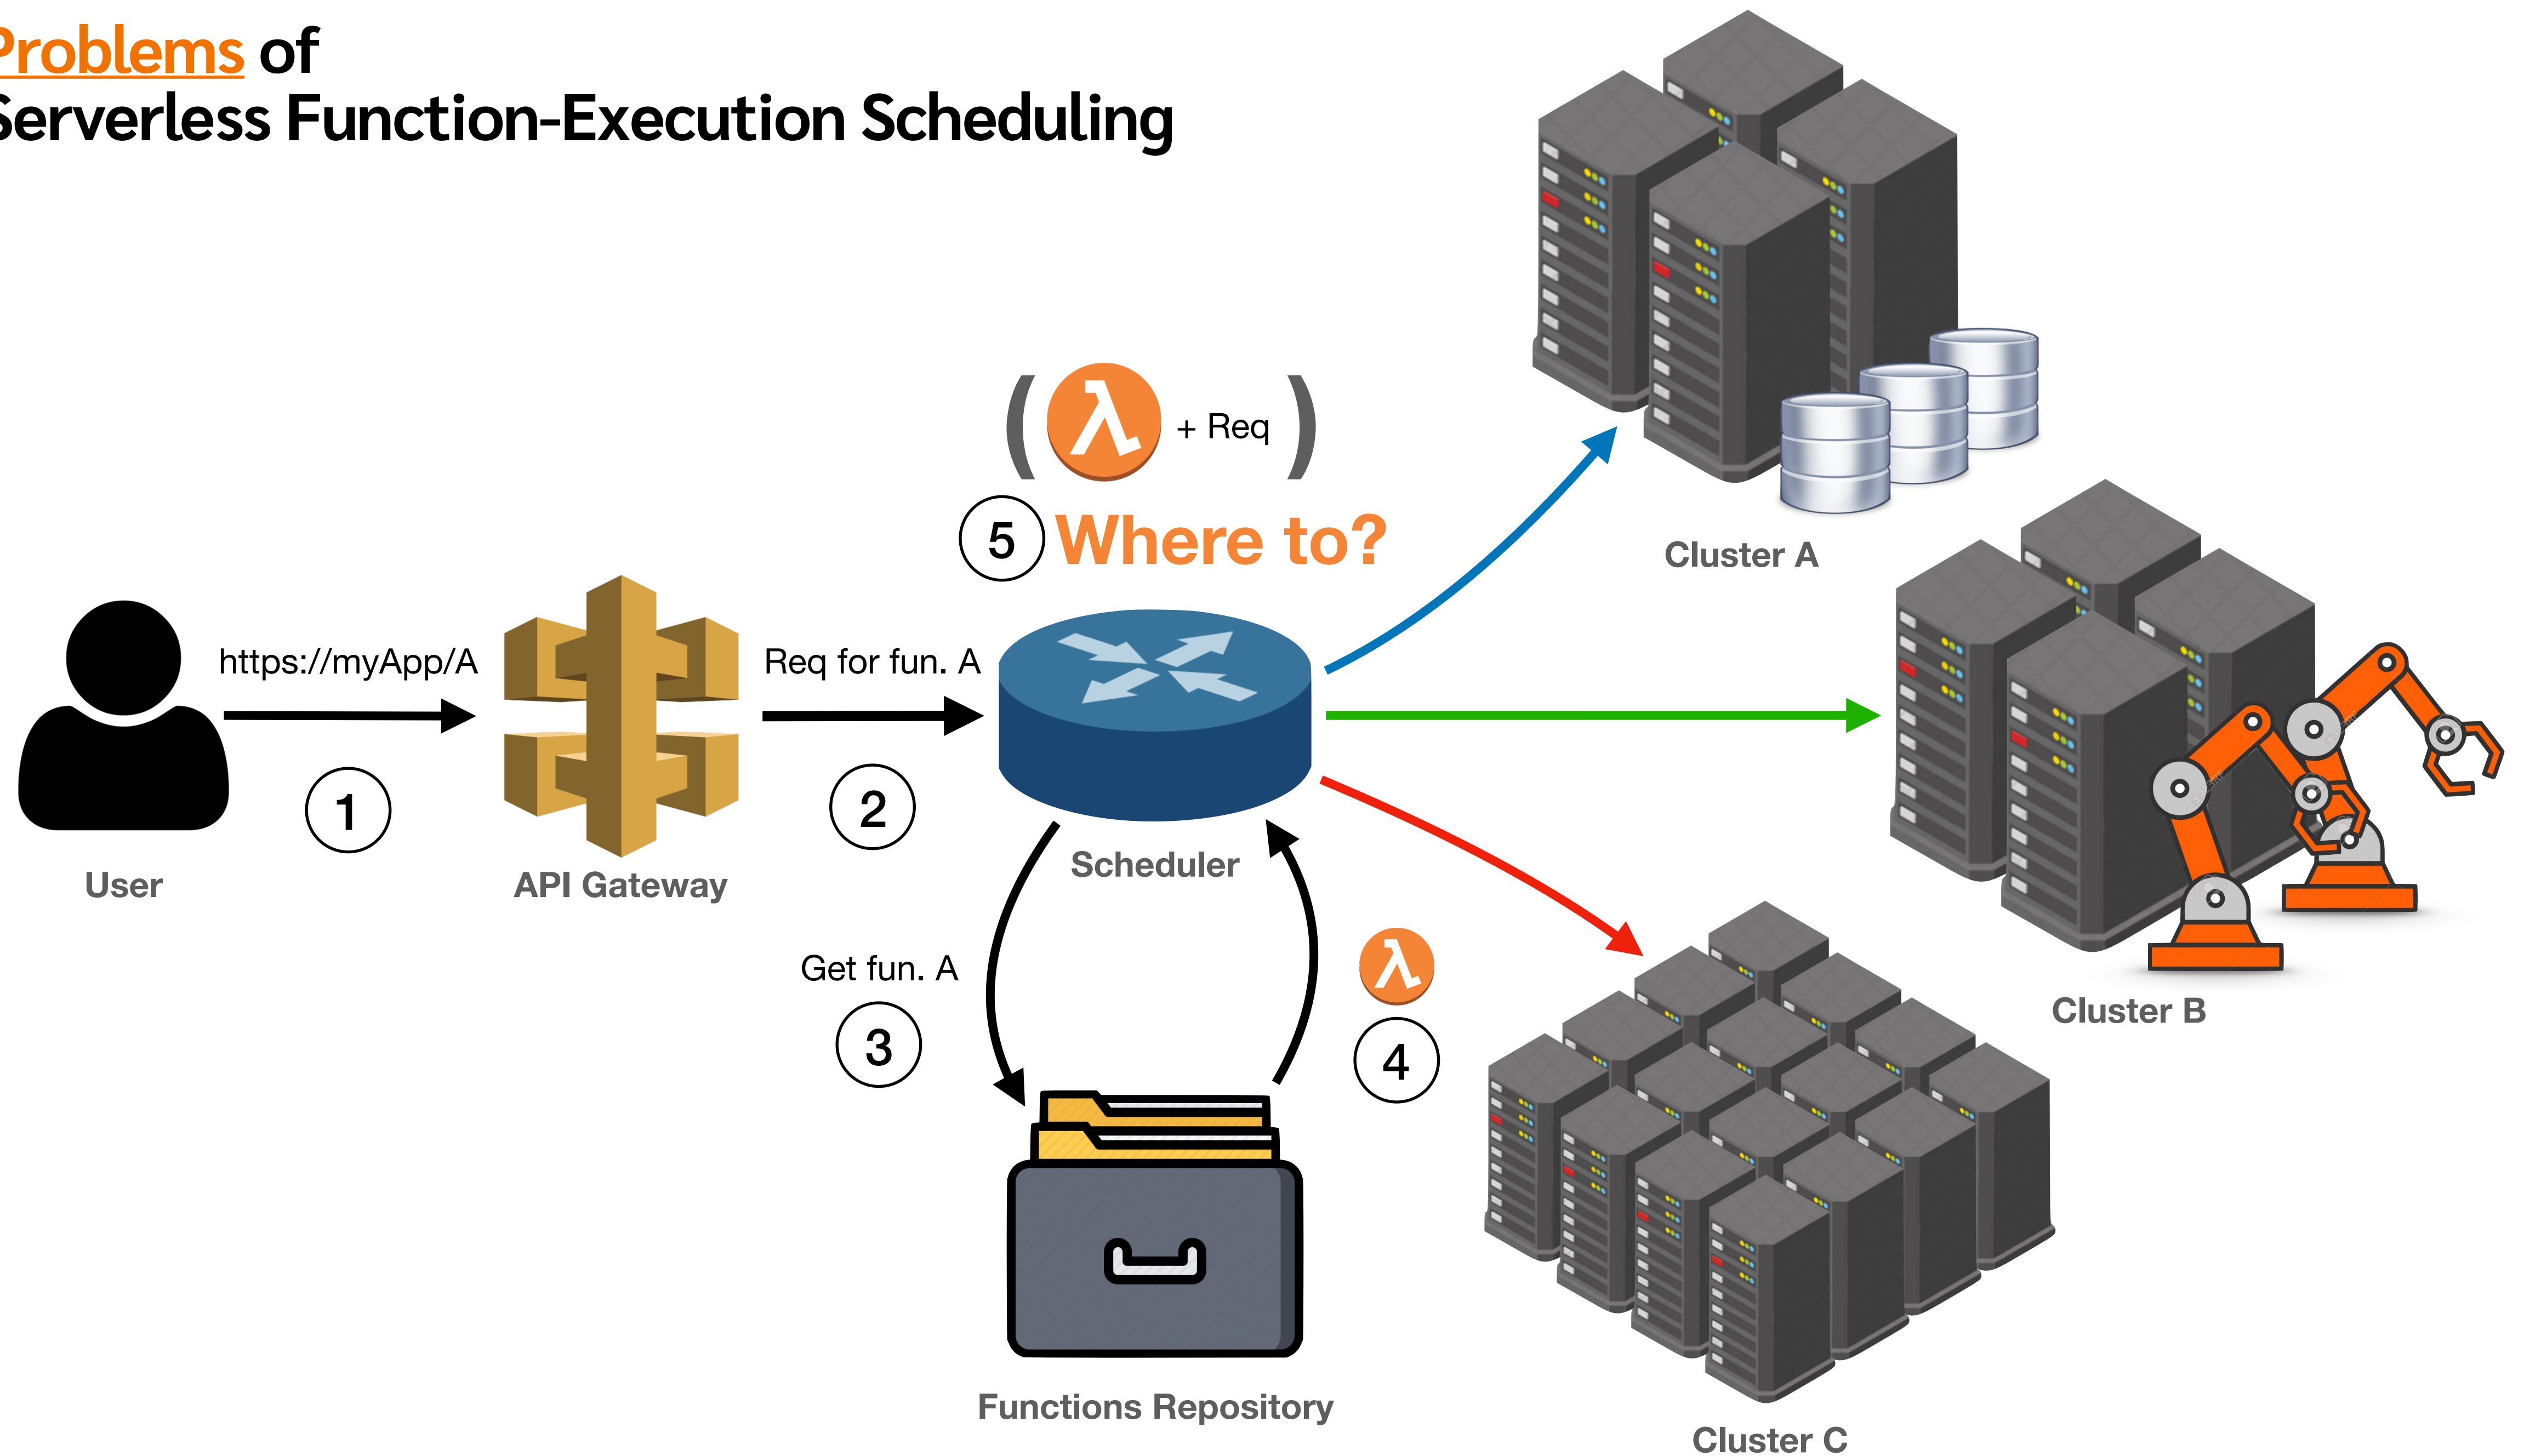 Problems of
Serverless Function-Execution Scheduling
( λ + Req )
5 Where to?
https://myApp/A
1
Req for fun. A
2
User
API Gateway
Scheduler
Get fun. A
3
λ
4
Functions Repository
Cluster A
Cluster B
Cluster C